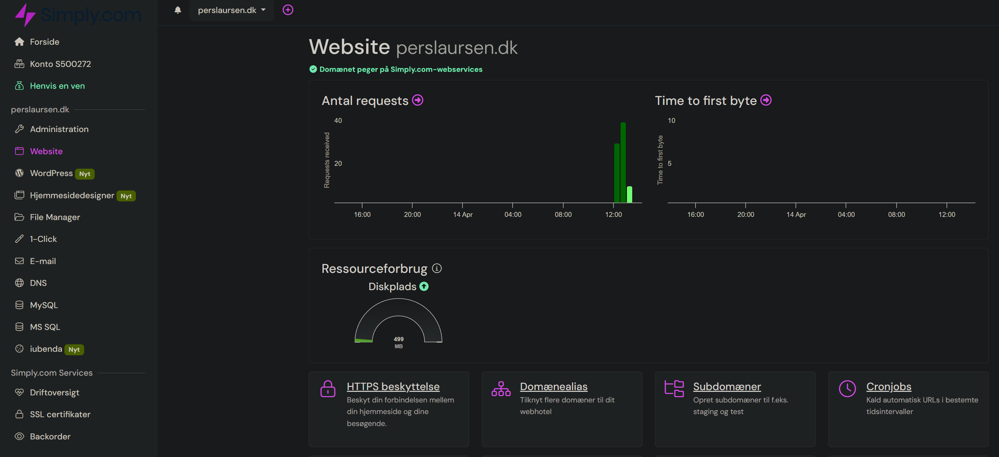 Simply.com
Forside
Konto S500272
Henvis en ven
perslaursen.dk
Administration
Website
WordPress Nyt
Hjemmesidedesigner Nyt
File Manager
1-Click
E-mail
DNS
MySQL
MS SQL
iubenda Nyt
Simply.com Services
Driftoversigt
SSL certifikater
Backorder
perslaursen.dk
Website perslaursen.dk
Domænet peger på Simply.com-webservices
Antal requests
40
20
Requests received
16:00 20:00 14 Apr 04:00 08:00 12:00
Time to first byte
10
5
Time to first byte
16:00 20:00 14 Apr 04:00 08:00 12:00
Ressourceforbrug
Diskplads
499
MB
HTTPS beskyttelse
Beskyt din forbindelsen mellem
din hjemmeside og dine
besøgende.
Domænealias
Tilknyt flere domæner til dit
webhotel
Subdomæner
Opret subdomæner til f.eks.
staging og test
Cronjobs
Kald automatisk URLs i bestemte
tidsintervaller